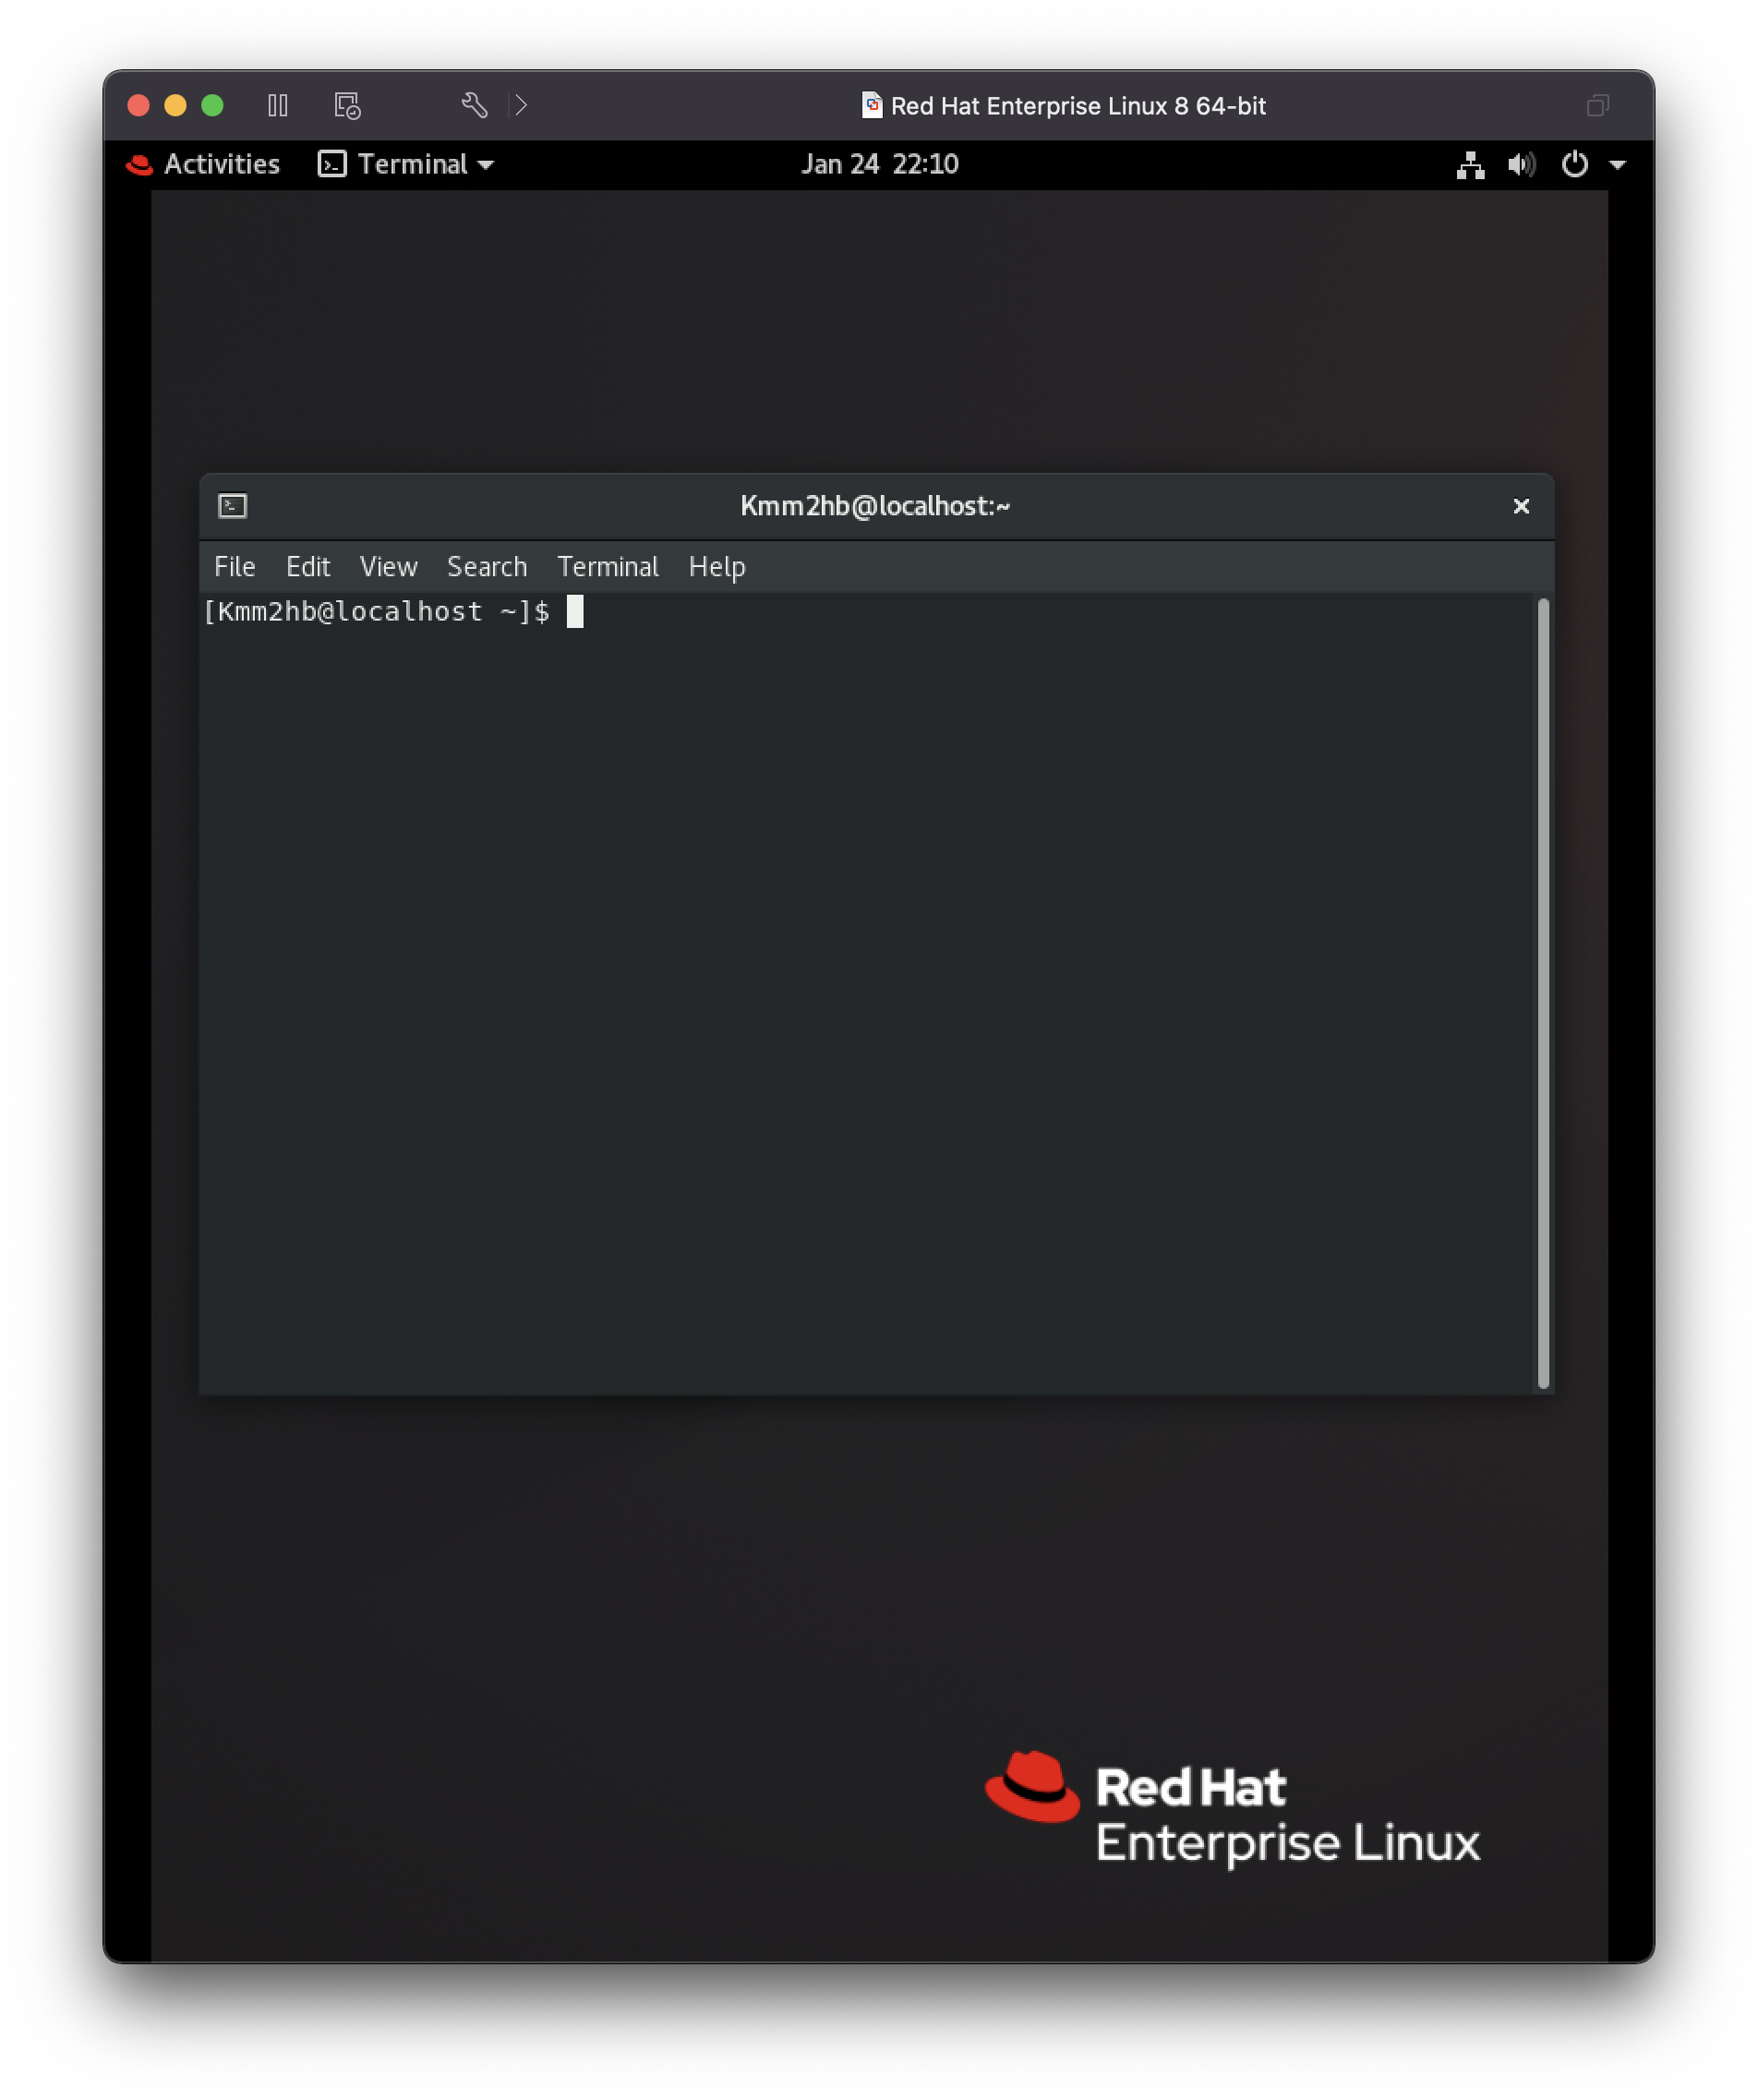 Red Hat Enterprise Linux 8 64-bit
Activities Terminal Jan 24 22:10
Kmm2hb@localhost:~
File Edit View Search Terminal Help
[Kmm2hb@localhost ~]$
Red Hat
Enterprise Linux